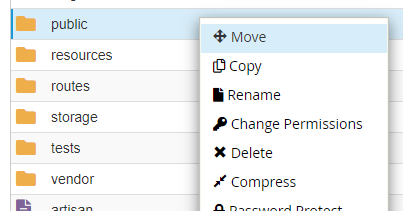 public
resources
routes
storage
tests
vendor
artisan
Move
Copy
Rename
Change Permissions
Delete
Compress
Password Protect